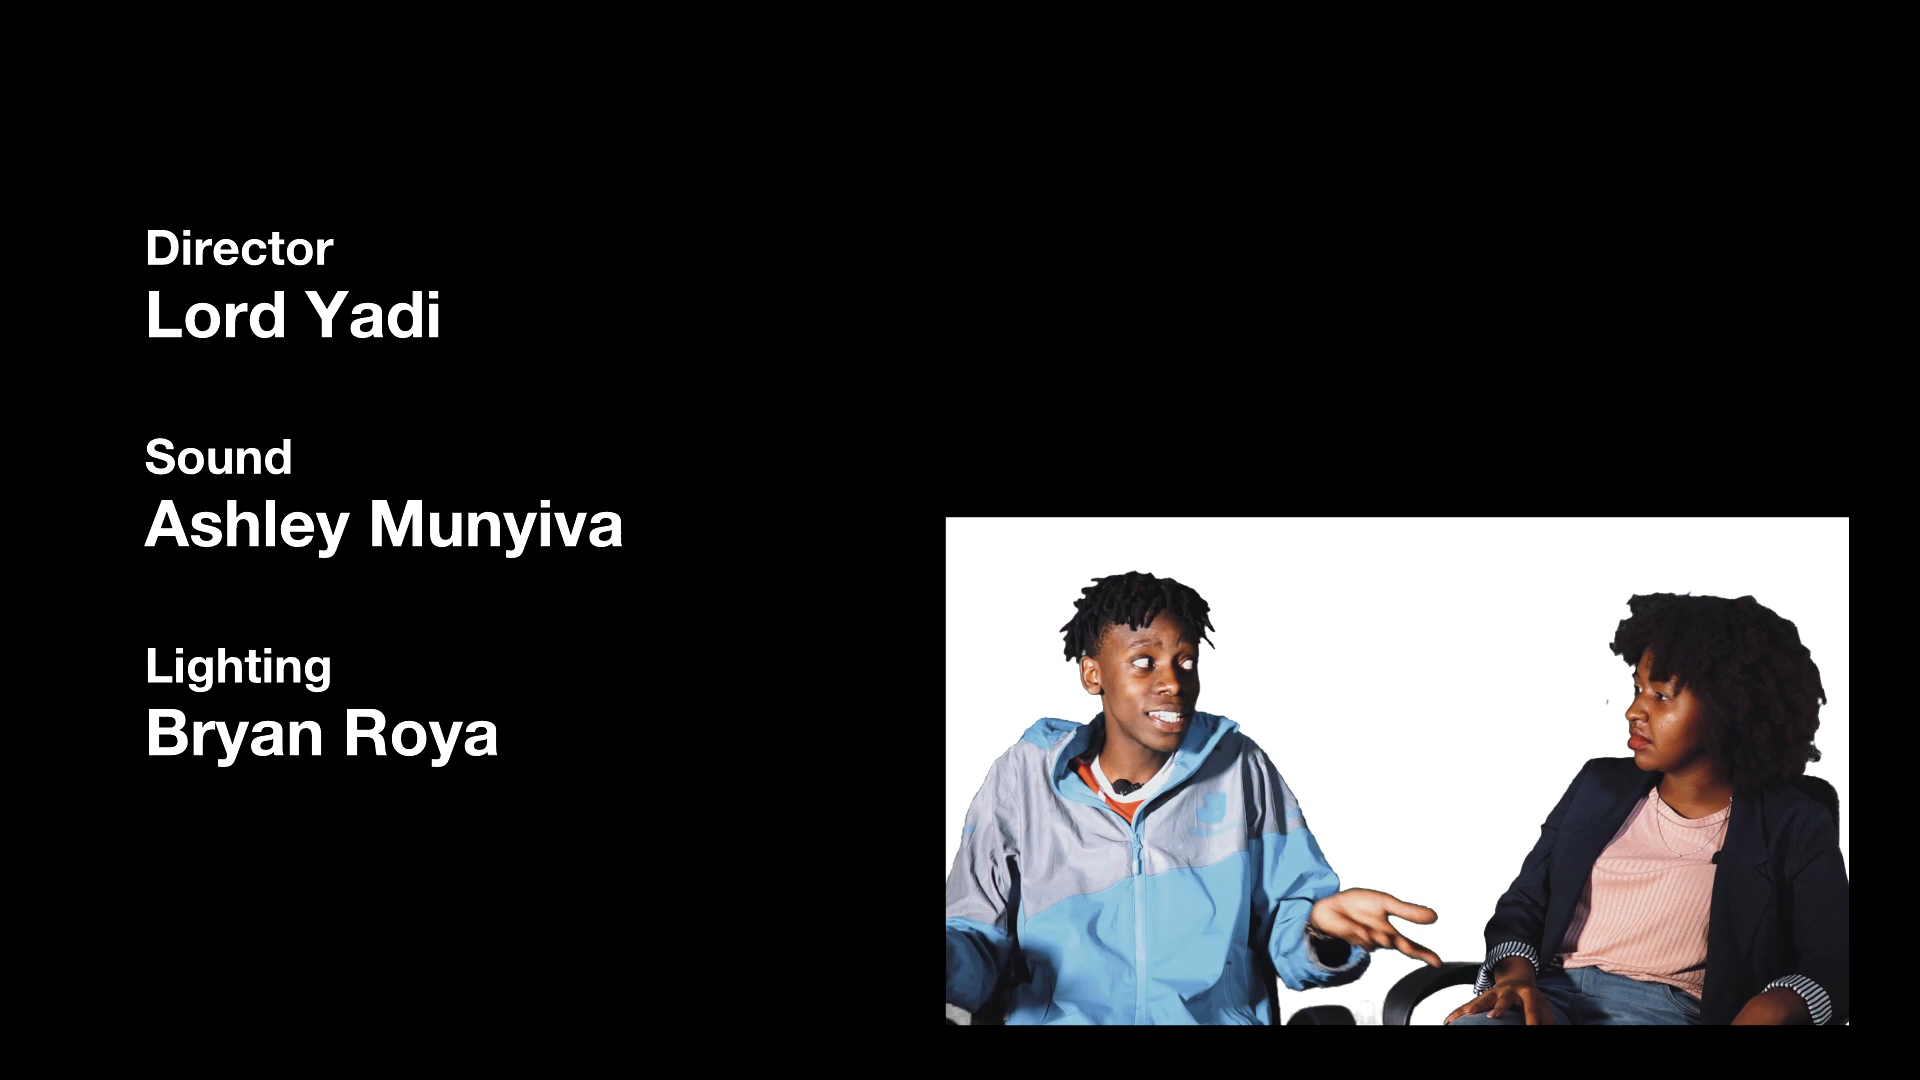 Director
Lord Yadi
Sound
Ashley Munyiva
Lighting
Bryan Roya